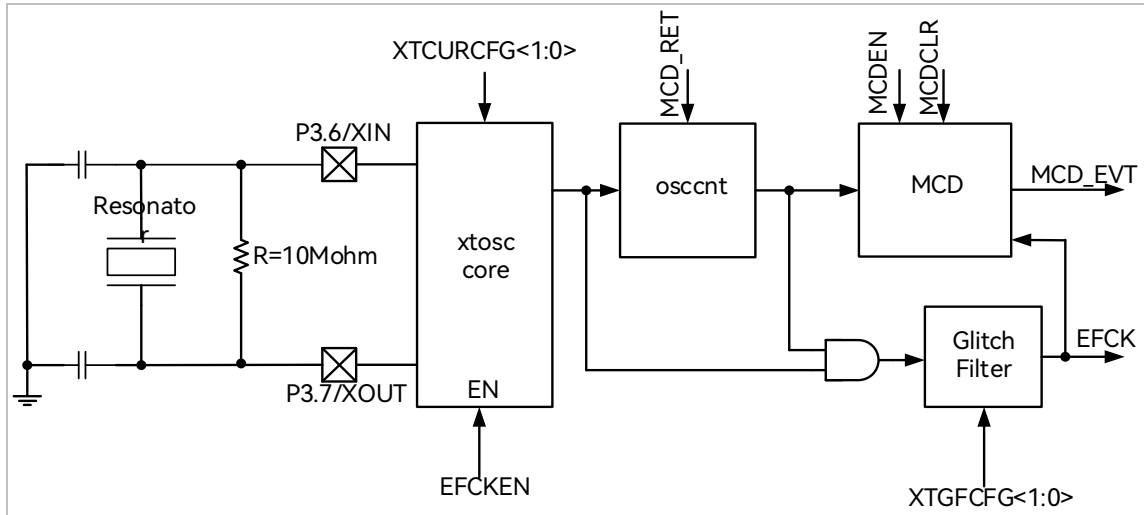 XTCURCFG<1:0>
MCD_RET
MCDEN
MCDCLR
P3.6/XIN
osccnt
MCD
MCD_EVT
Resonato
r
R=10Mohm
xtosc
core
Glitch
Filter
EFCK
P3.7/XOUT
EN
EFCKEN
XTGFCFG<1:0>